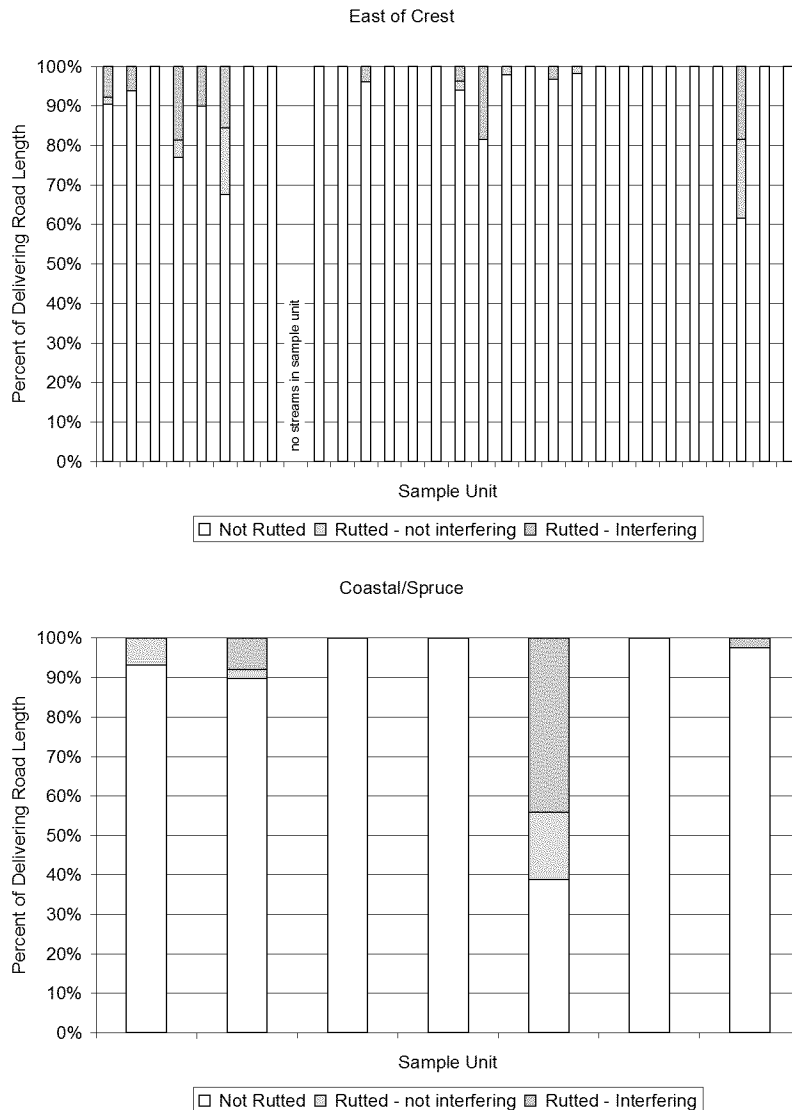 East of Crest
100%
90%
80%
70%
60%
50%
40%
30%
20%
10%
0%
Percent of Delivering Road Length
no streams in sample unit
Sample Unit
Not Rutted Rutted - not interfering Rutted - Interfering
Coastal/Spruce
100%
90%
80%
70%
60%
50%
40%
30%
20%
10%
0%
Percent of Delivering Road Length
Sample Unit
Not Rutted Rutted - not interfering Rutted - Interfering